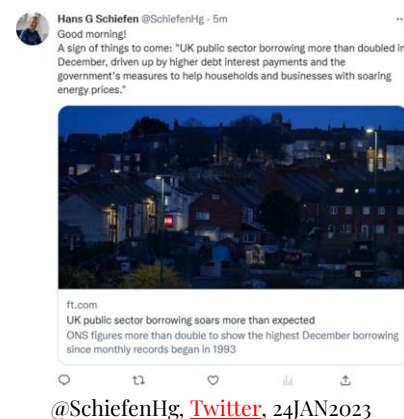 Hans G Schiefen @SchiefenHg · 5m
Good morning!
A sign of things to come: "UK public sector borrowing more than doubled in
December, driven up by higher debt interest payments and the
government's measures to help households and businesses with soaring
energy prices."
ft.com
UK public sector borrowing soars more than expected
ONS figures more than double to show the highest December borrowing
since monthly records began in 1993
@SchiefenHg, Twitter, 24JAN2023